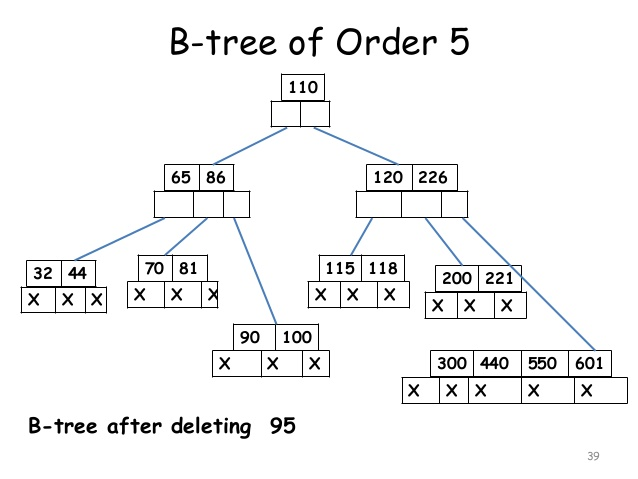 B-tree of Order 5
110
65 86
120 226
32 44
X X X
70 81
X X X
115 118
X X X
200 221
X X X
90 100
X X X
300 440 550 601
X X X X X
B-tree after deleting 95
39